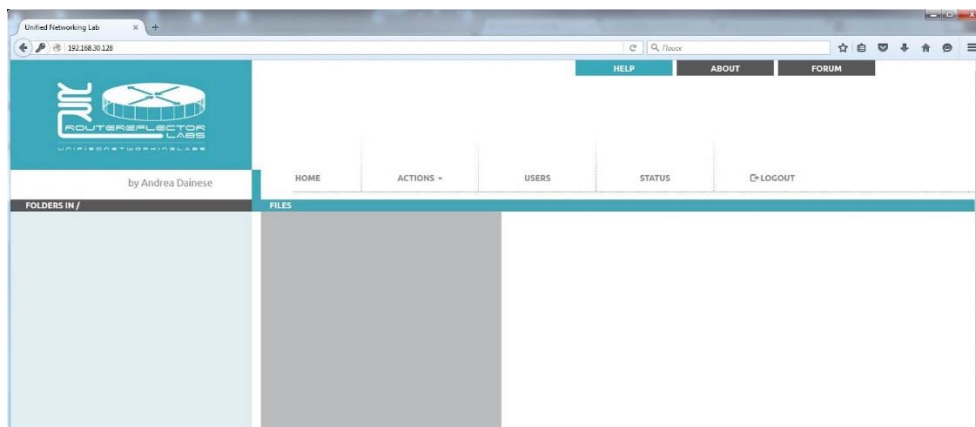 Unified Networking Lab
192.168.30.128
Поиск
HELP ABOUT FORUM
ROUTEREFLECTOR
LABS
UNIFIEDNETWORKINGLABS
by Andrea Dainese
HOME ACTIONS USERS STATUS LOGOUT
FOLDERS IN / FILES